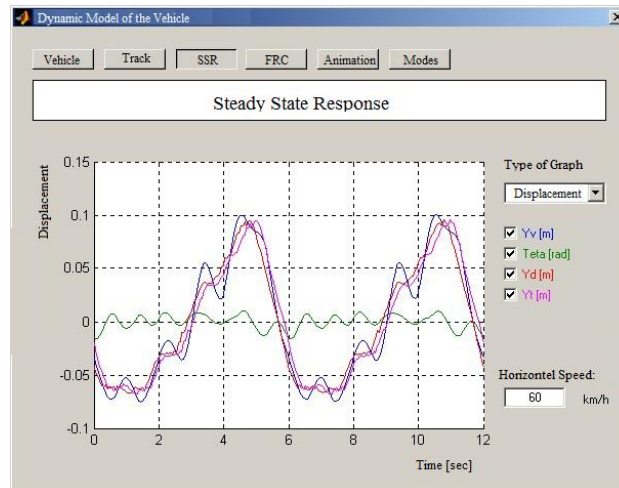 Dynamic Model of the Vehicle
Vehicle Track SSR FRC Animation Modes
Steady State Response
Type of Graph
Displacement
Yv [m]
Teta [rad]
Yd [m]
Yt [m]
Horizontel Speed:
60 km/h
Displacement
0.15
0.1
0.05
0
-0.05
-0.1
0 2 4 6 8 10 12
Time [sec]